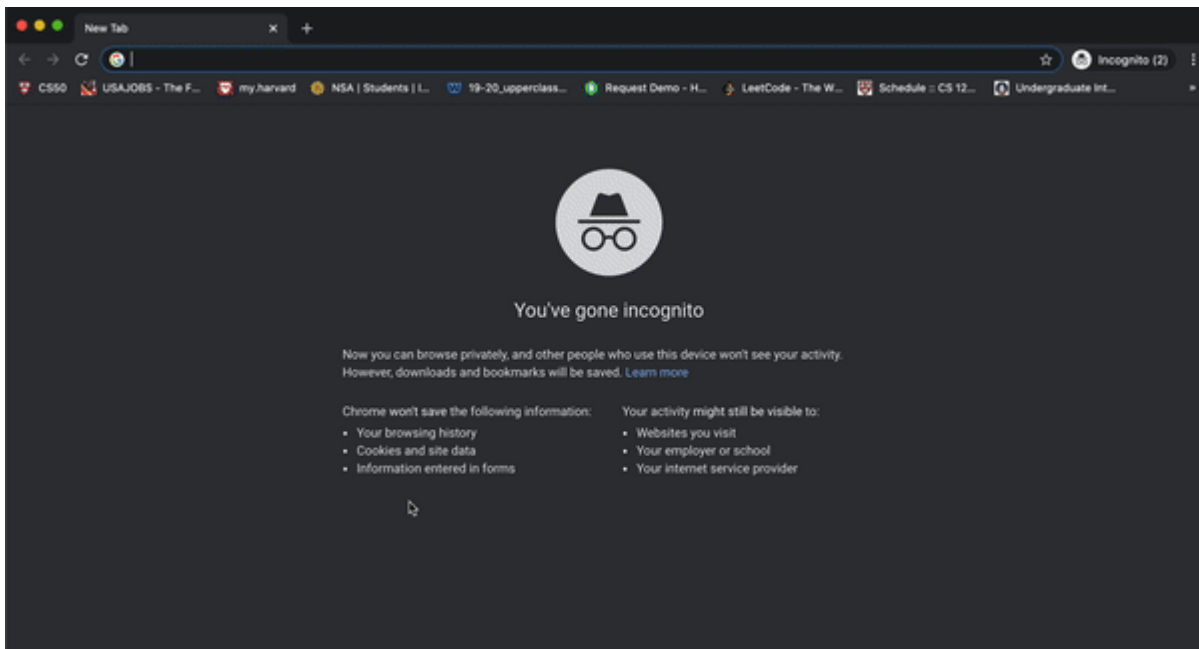 New Tab
Incognito (2)
CS50 USAJOBS - The F... my.harvard NSA | Students | I... 19-20_upperclass... Request Demo - H... LeetCode - The W... Schedule :: CS 12... Undergraduate Int...
You've gone incognito
Now you can browse privately, and other people who use this device won't see your activity.
However, downloads and bookmarks will be saved. Learn more
Chrome won't save the following information:
Your browsing history
Cookies and site data
Information entered in forms
Your activity might still be visible to:
Websites you visit
Your employer or school
Your internet service provider